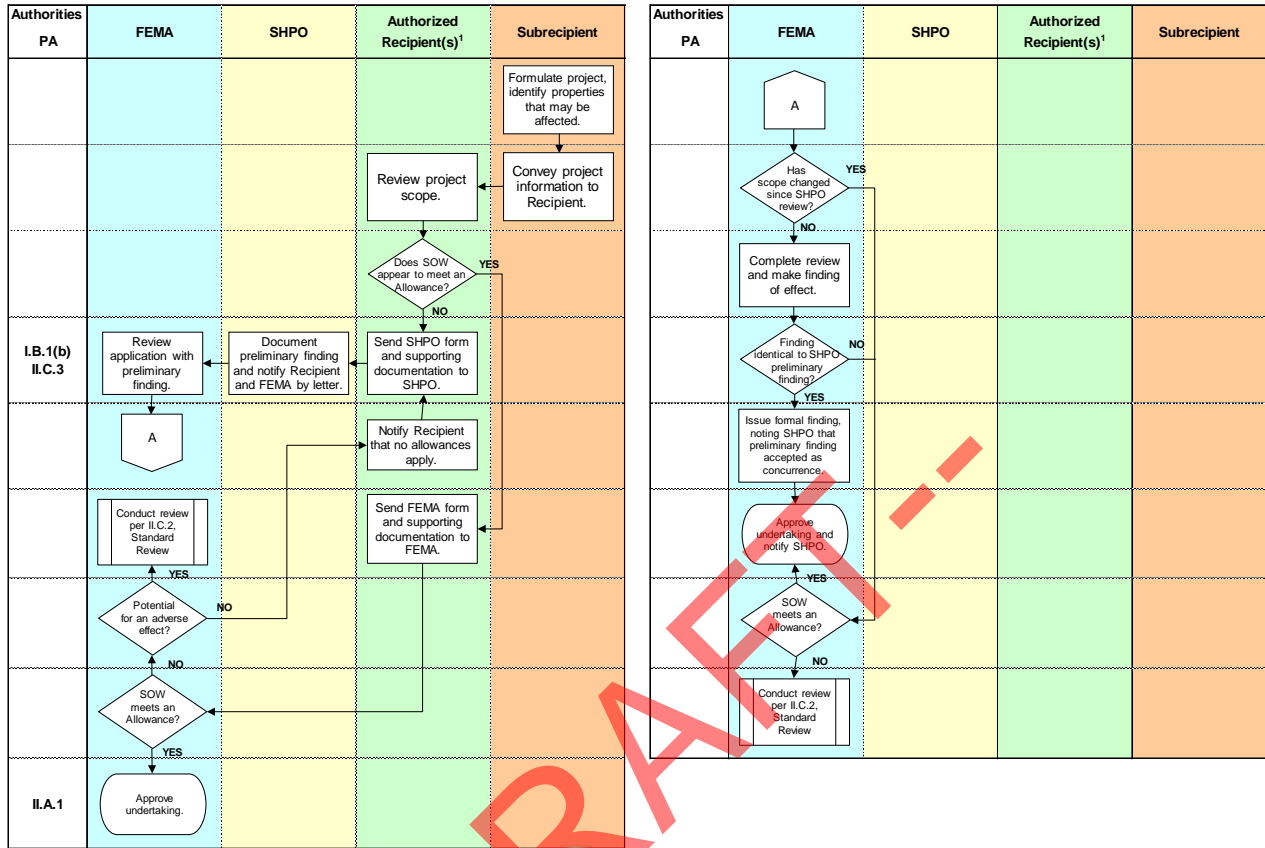 Authorities
PA
FEMA
SHPO
Authorized
Recipient(s)1
Subrecipient
Formulate project,
identify properties
that may be
affected.
Convey project
information to
Recipient.
Review project
scope.
Does SOW
appear to meet an
Allowance?
YES
NO
I.B.1(b)
II.C.3
Review
application with
preliminary
finding.
Document
preliminary finding
and notify Recipient
and FEMA by letter.
Send SHPO form
and supporting
documentation to
SHPO.
A
Notify Recipient
that no allowances
apply.
Conduct review
per II.C.2,
Standard
Review
Send FEMA form
and supporting
documentation to
FEMA.
YES
Potential
for an adverse
effect?
NO
NO
SOW
meets an
Allowance?
YES
II.A.1
Approve
undertaking.
Authorities
PA
FEMA
SHPO
Authorized
Recipient(s)1
Subrecipient
A
Has
scope changed
since SHPO
review?
YES
NO
Complete review
and make finding
of effect.
Finding
identical to SHPO
preliminary
finding?
NO
YES
Issue formal finding,
noting SHPO that
preliminary finding
accepted as
concurrence.
Approve
undertaking and
notify SHPO.
YES
SOW
meets an
Allowance?
NO
Conduct review
per II.C.2,
Standard
Review
RAFT --